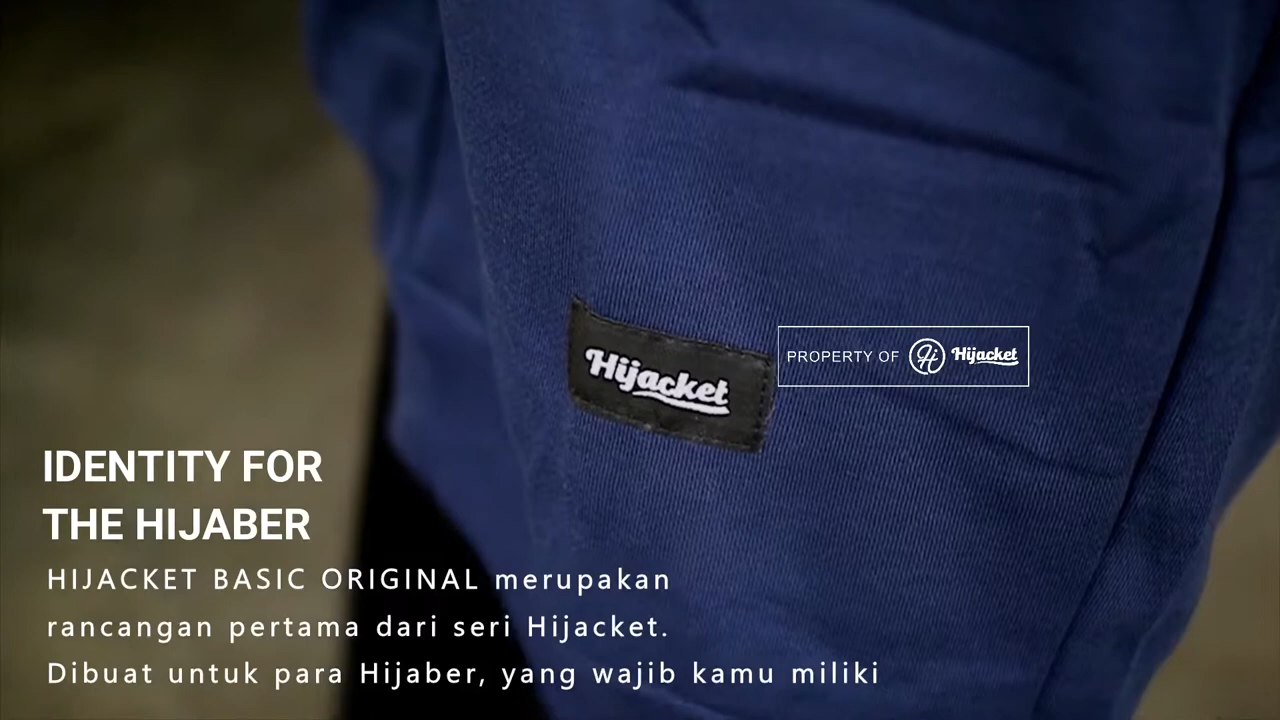 Hijacket
PROPERTY OF Hi Hijacket
IDENTITY FOR
THE HIJABER
HIJACKET BASIC ORIGINAL merupakan
rancangan pertama dari seri Hijacket.
Dibuat untuk para Hijaber, yang wajib kamu miliki